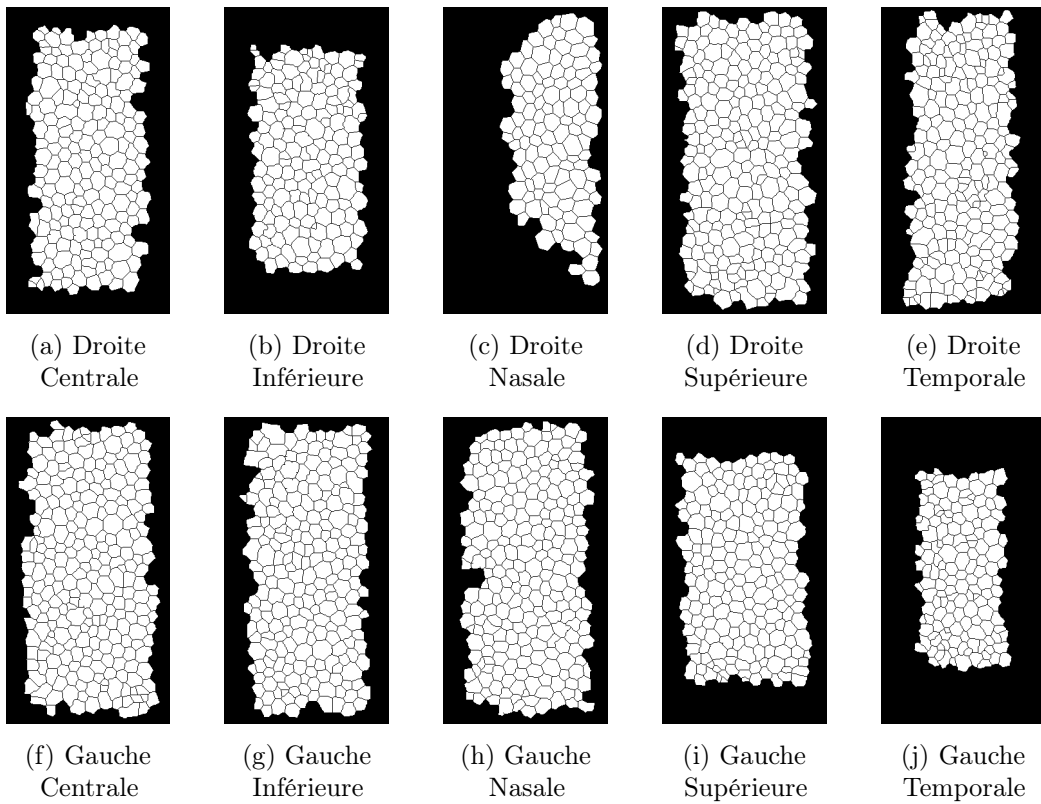 (a) Droite
Centrale
(b) Droite
Inférieure
(c) Droite
Nasale
(d) Droite
Supérieure
(e) Droite
Temporale
(f) Gauche
Centrale
(g) Gauche
Inférieure
(h) Gauche
Nasale
(i) Gauche
Supérieure
(j) Gauche
Temporale